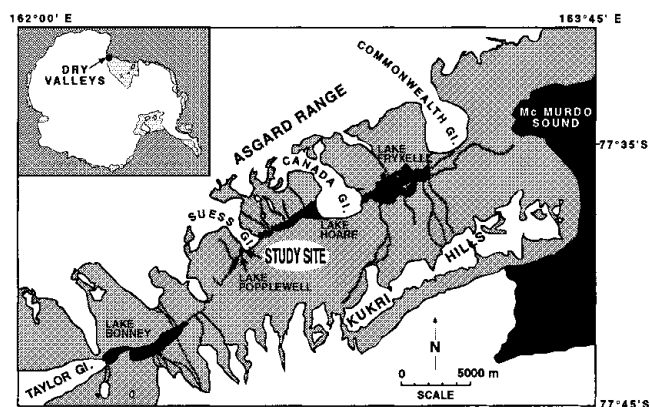 162°00' E
163°45' E
DRY
VALLEYS
COMMONWEALTH Gl.
Mc MURDO
SOUND
77°35'S
ASGARD RANGE
LAKE
FRYXELL
CANADA Gl.
SUESS Gl.
LAKE
HOARE
STUDY SITE
LAKE
POPPLEWELL
KUKRI HILLS
LAKE
BONNEY
TAYLOR Gl.
N
0 5000 m
SCALE
77°45'S